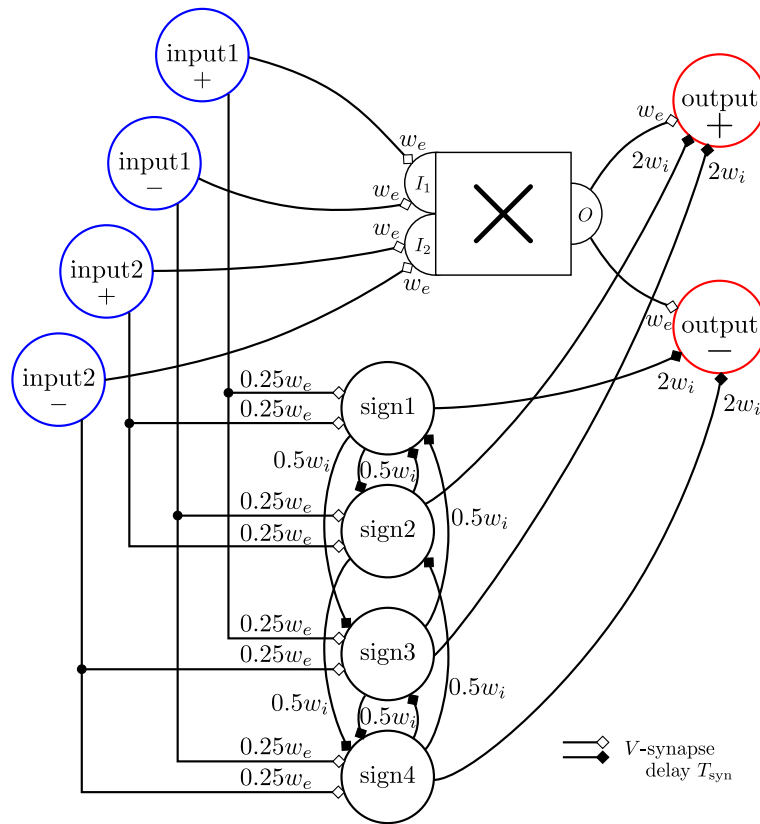 input1
+
input1
−
input2
+
input2
−
w_e
w_e
w_e
w_e
I_1
I_2
×
O
w_e
2w_i
2w_i
output
+
w_e
output
−
2w_i
2w_i
0.25w_e
0.25w_e
sign1
0.5w_i
0.5w_i
0.25w_e
0.25w_e
sign2
0.5w_i
0.25w_e
0.25w_e
sign3
0.5w_i
0.5w_i
0.5w_i
0.25w_e
0.25w_e
sign4
V-synapse
delay T_syn